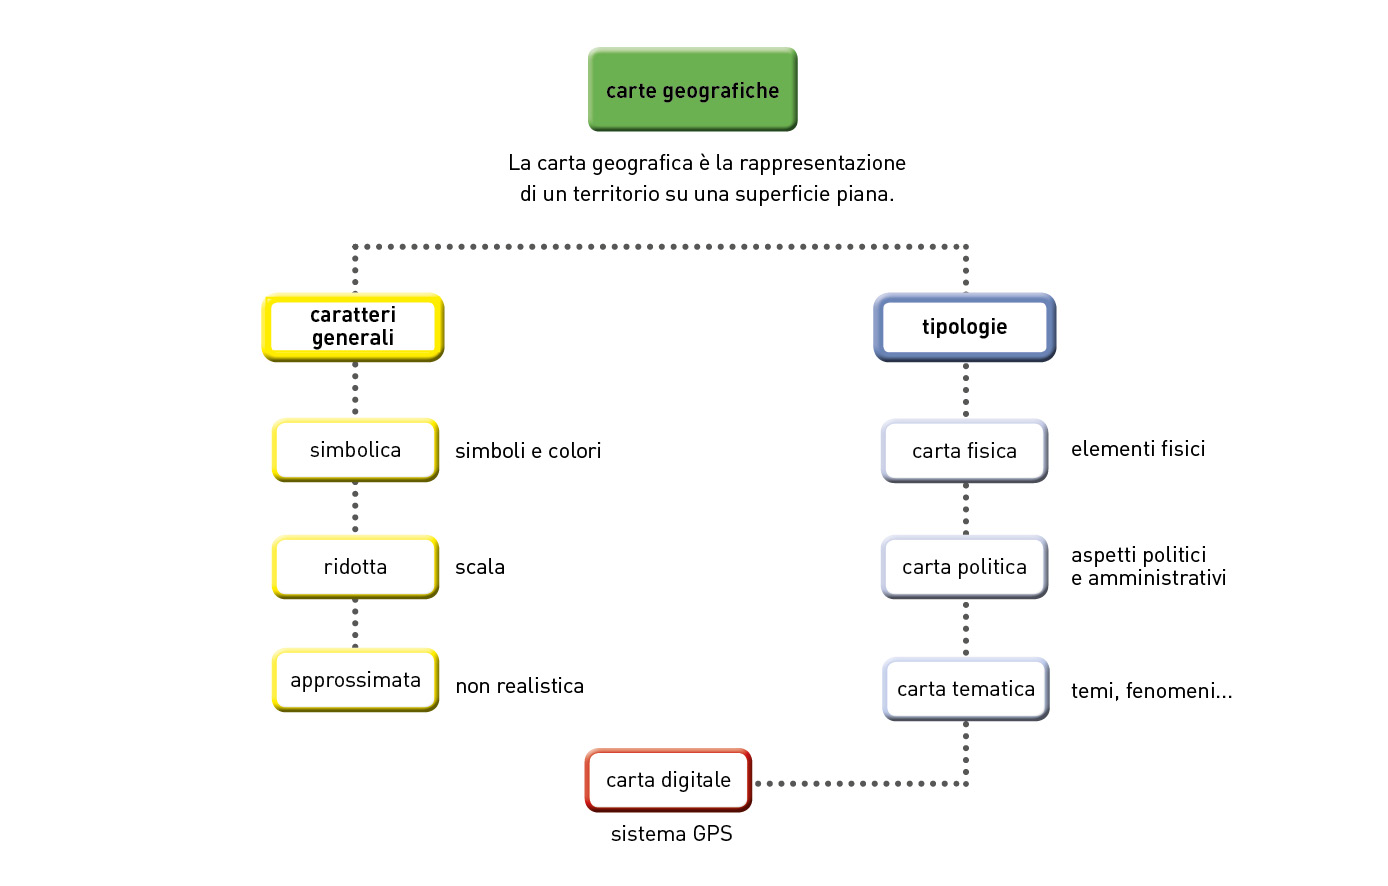 carte geografiche
La carta geografica è la rappresentazione
di un territorio su una superficie piana.
caratteri
generali
tipologie
simbolica
simboli e colori
carta fisica
elementi fisici
ridotta
scala
carta politica
aspetti politici
e amministrativi
approssimata
non realistica
carta tematica
temi, fenomeni...
carta digitale
sistema GPS